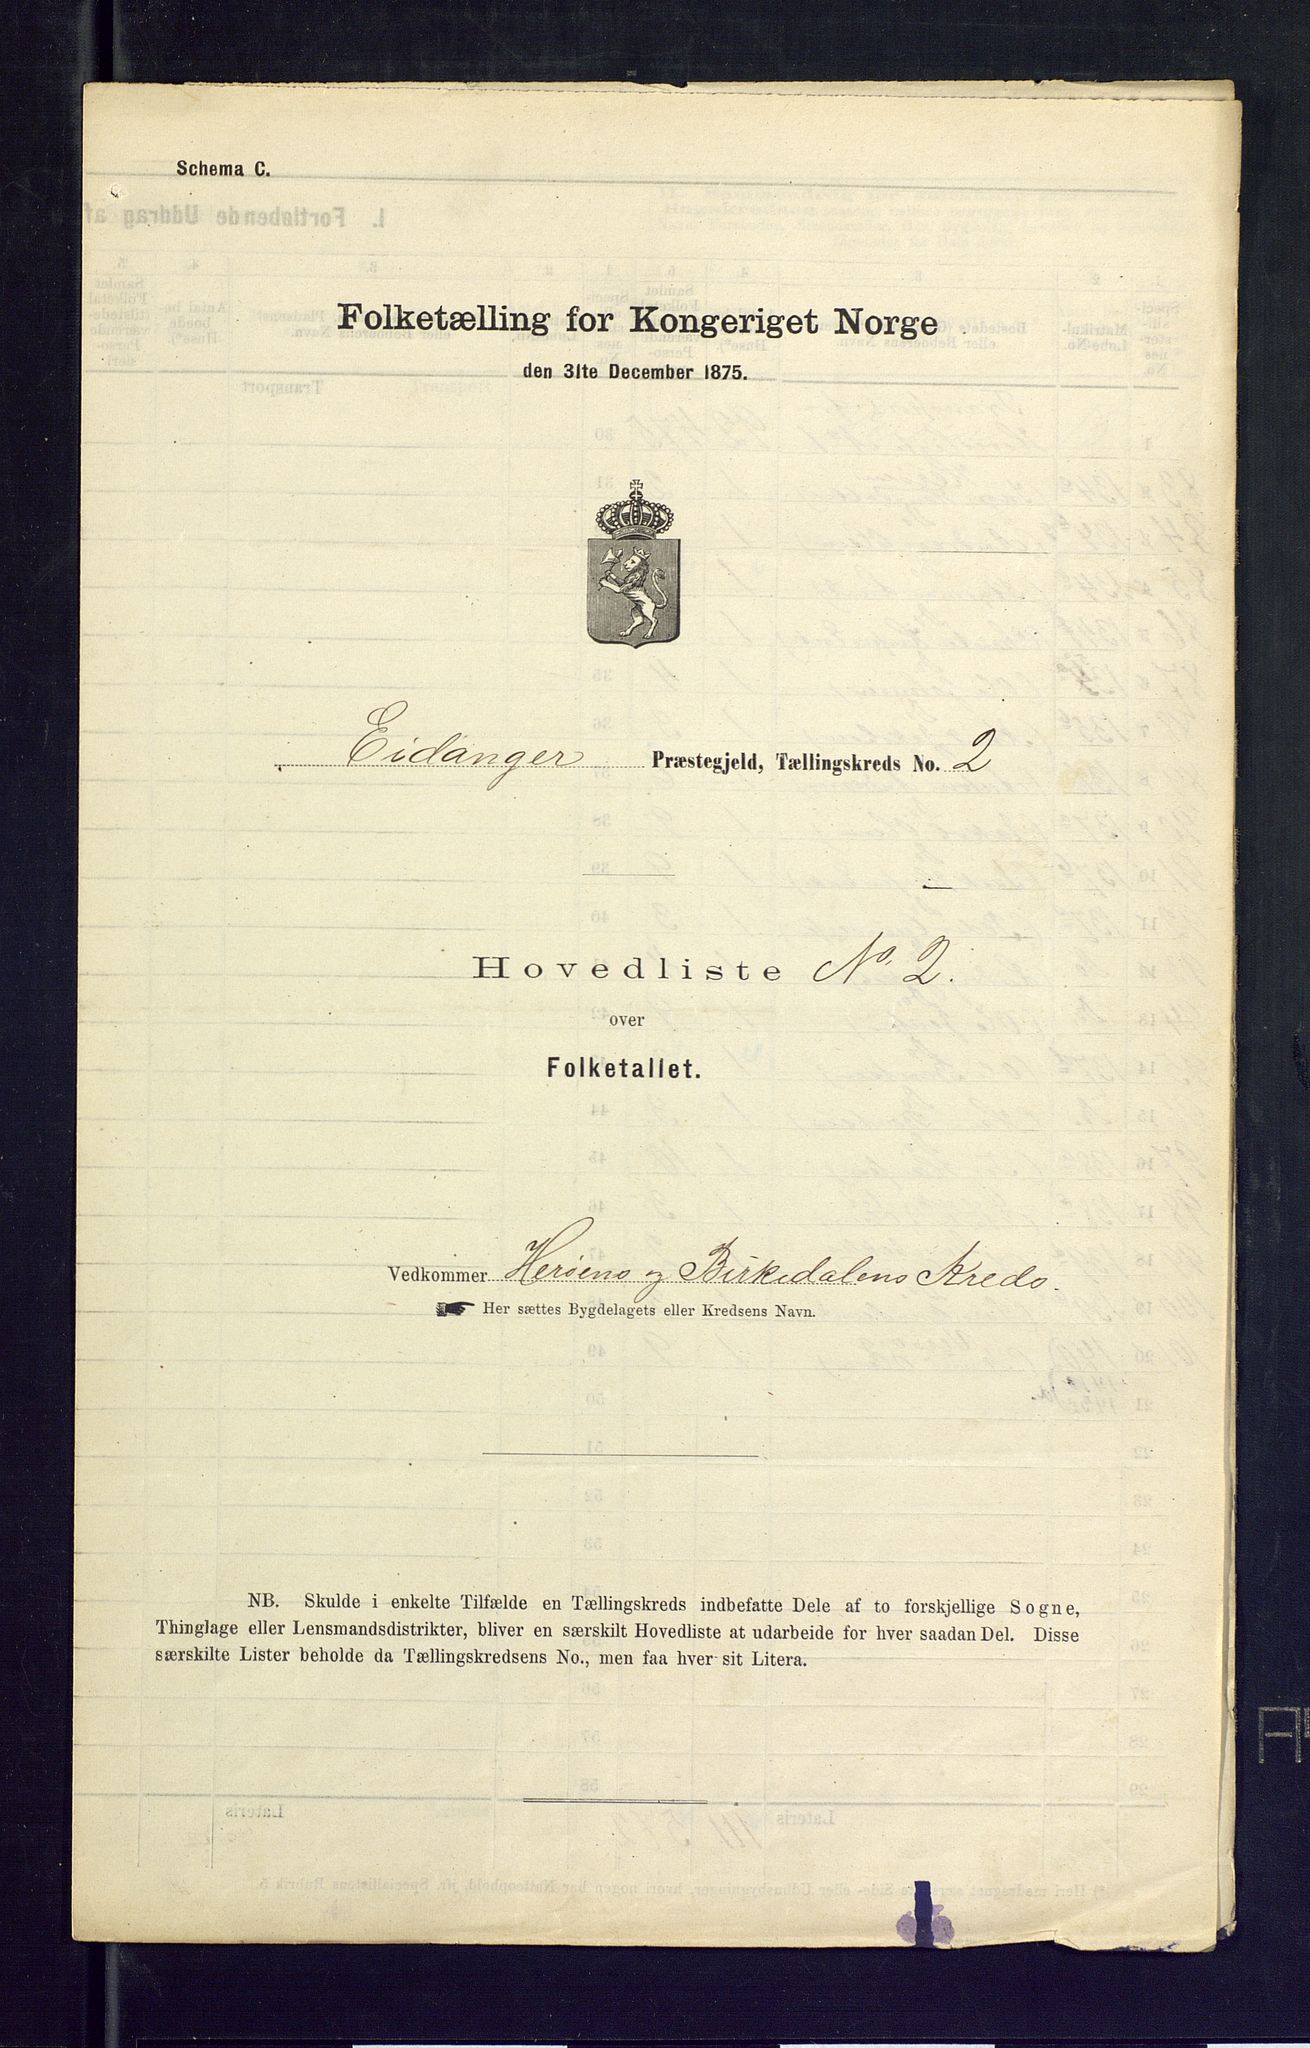 Schema C.
Folketælling for Kongeriget Norge
den 31te December 1875.
Eidanger Præstegjeld, Tællingskreds No. 2
Hovedliste No. 2.
over
Folketallet.
Vedkommer Herøens og Birkedalens Kreds.
Her sættes Bygdelagets eller Kredsens Navn.
NB. Skulde i enkelte Tilfælde en Tællingskreds indbefatte Dele af to forskjellige Sogne,
Thinglage eller Lensmandsdistrikter, bliver en særskilt Hovedliste at udarbeide for hver saadan Del. Disse
særskilte Lister beholde da Tællingskredsens No., men faa hver sit Litera.